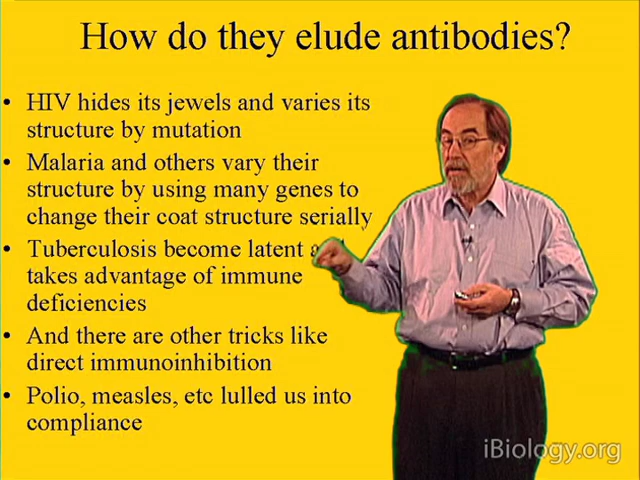 How do they elude antibodies?
• HIV hides its jewels and varies its
structure by mutation
• Malaria and others vary their
structure by using many genes to
change their coat structure serially
• Tuberculosis become latent
takes advantage of immune
deficiencies
• And there are other tricks like
direct immunoinhibition
• Polio, measles, etc lulled us into
compliance
iBiology.org